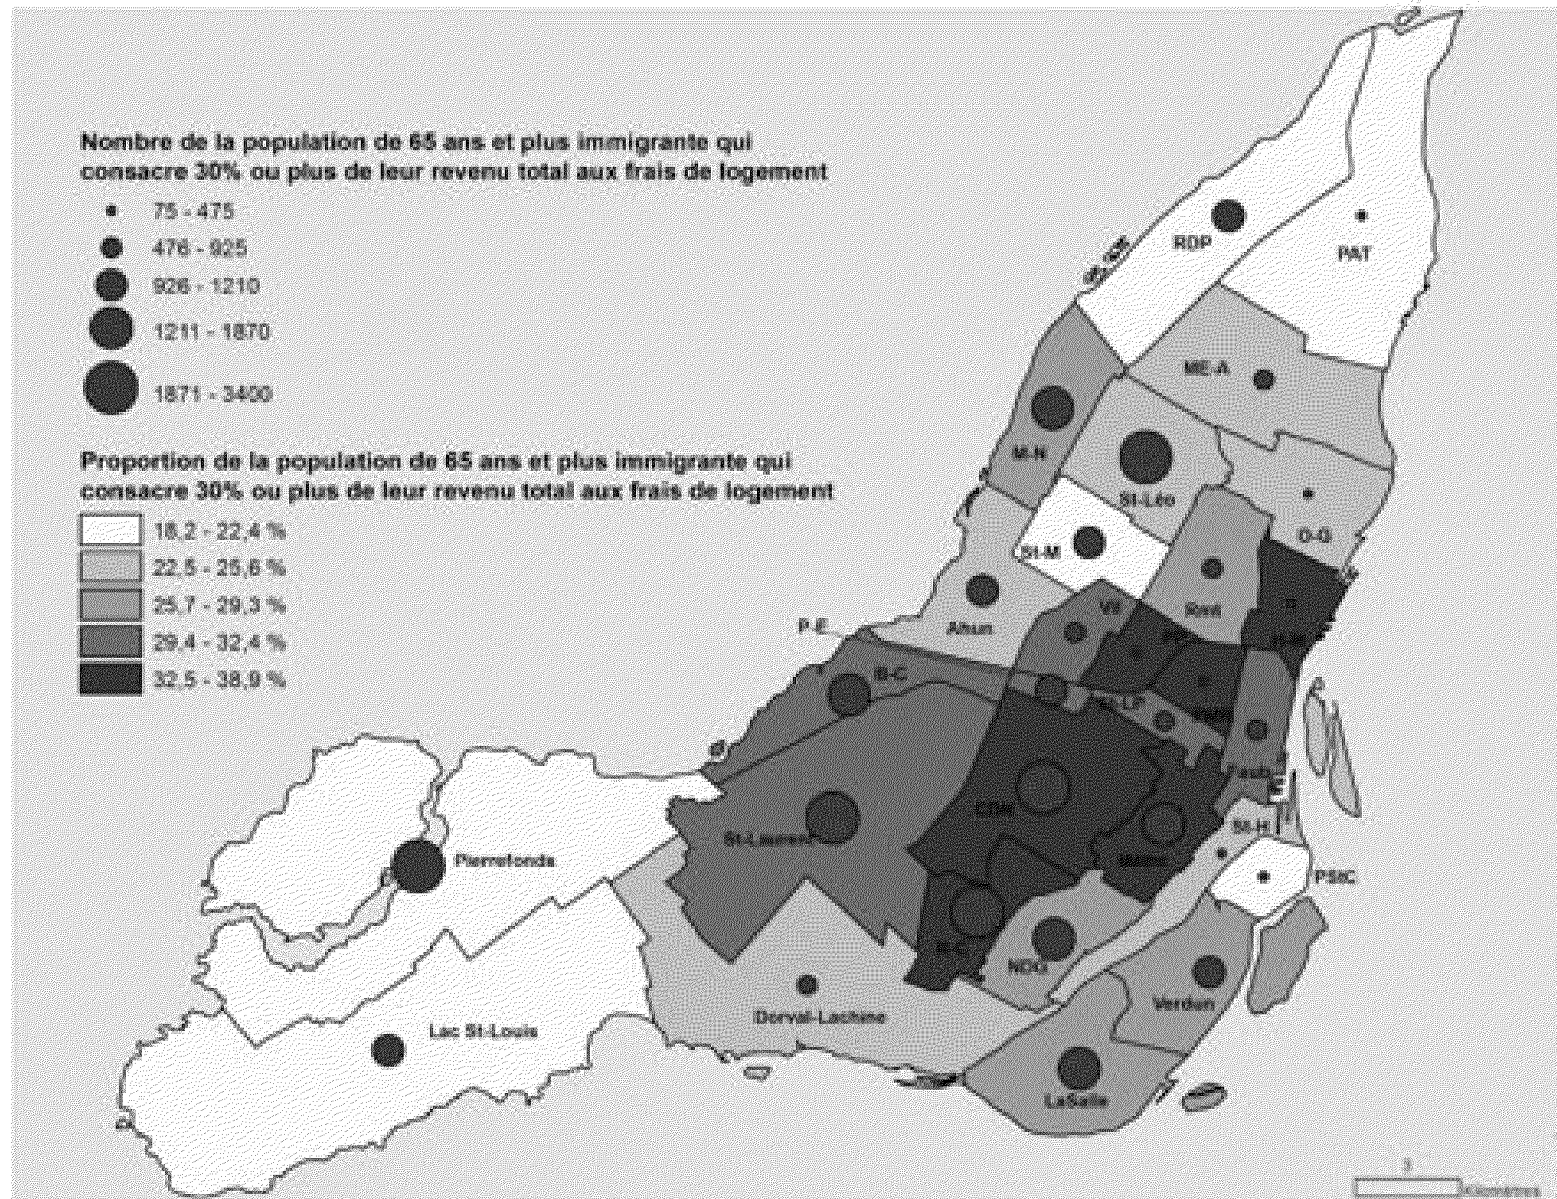 Nombre de la population de 65 ans et plus immigrante qui
consacre 30% ou plus de leur revenu total aux frais de logement
75 - 475
476 - 925
926 - 1210
1211 - 1870
1871 - 3400
Proportion de la population de 65 ans et plus immigrante qui
consacre 30% ou plus de leur revenu total aux frais de logement
18,2 - 22,4 %
22,5 - 25,6 %
25,7 - 29,3 %
29,4 - 32,4 %
32,5 - 38,9 %
RDP
PAT
ME-A
M-N
St-Léo
O-G
St-M
Ahun
Vil
Rmt
P-E
B-C
CDN
St-Laurent
St-H
PStC
Pierrefonds
NDG
Verdun
Dorval-Lachine
Lac St-Louis
LaSalle
3
Kilomètres